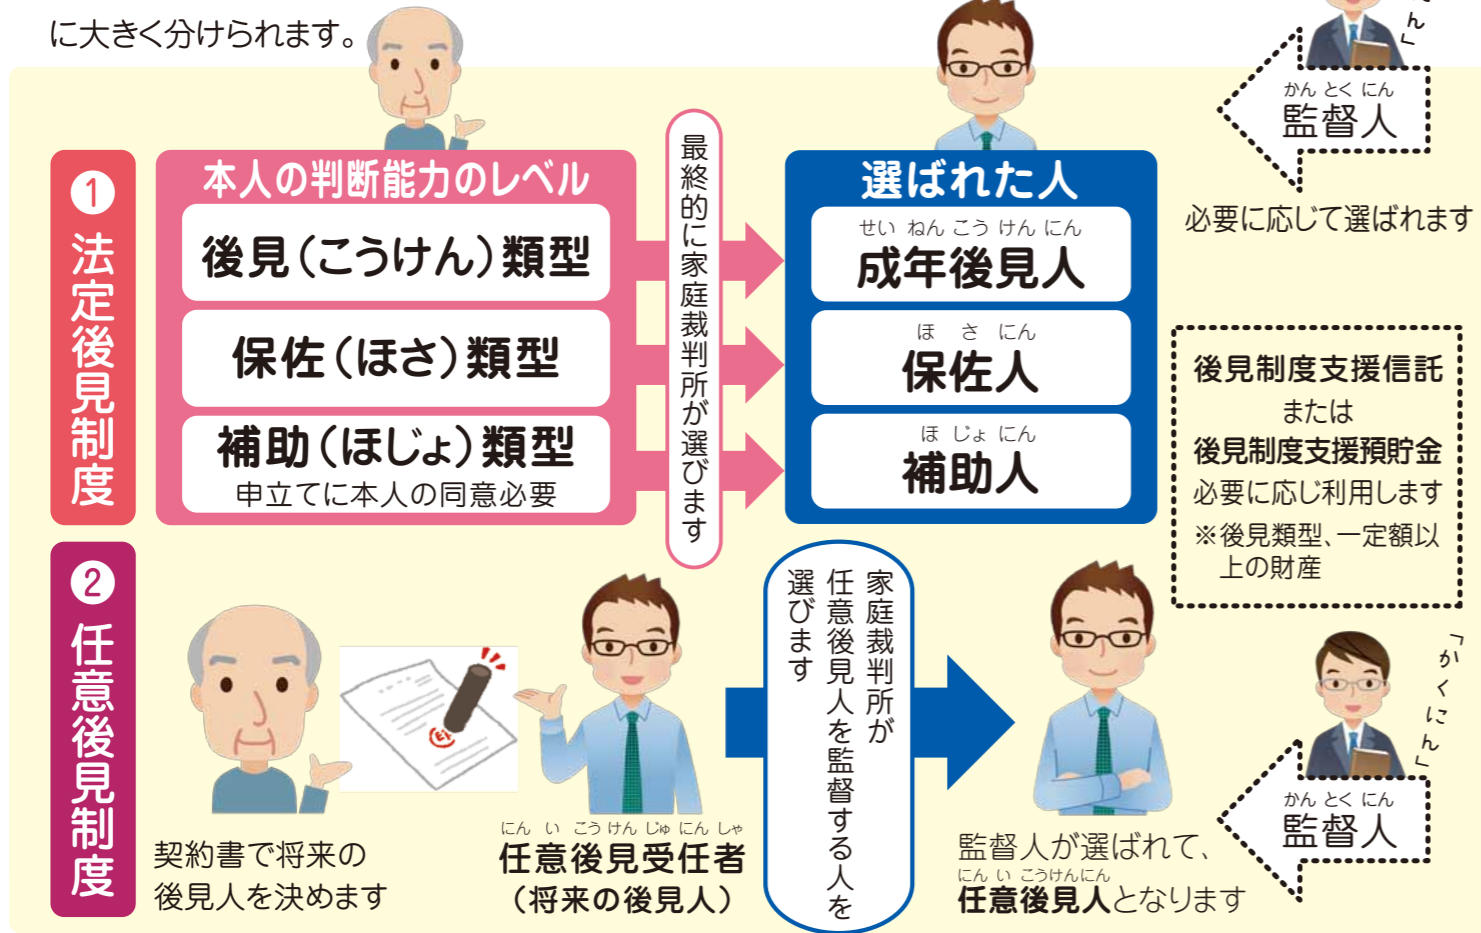 に大きく分けられます。
ん」
かんとくにん
監督人
必要に応じて選ばれます
❶法定後見制度
本人の判断能力のレベル
後見(こうけん)類型
保佐(ほさ)類型
補助(ほじょ)類型
申立てに本人の同意必要
最終的に家庭裁判所が選びます
選ばれた人
せいねんこうけんにん
成年後見人
ほさにん
保佐人
ほじょにん
補助人
後見制度支援信託
または
後見制度支援預貯金
必要に応じ利用します
※後見類型、一定額以
上の財産
❷任意後見制度
契約書で将来の
後見人を決めます
にんいこうけんじゅにんしゃ
任意後見受任者
(将来の後見人)
家庭裁判所が
任意後見人を監督する人を
選びます
監督人が選ばれて、
にんいこうけんにん
任意後見人となります
「かくにん」
かんとくにん
監督人